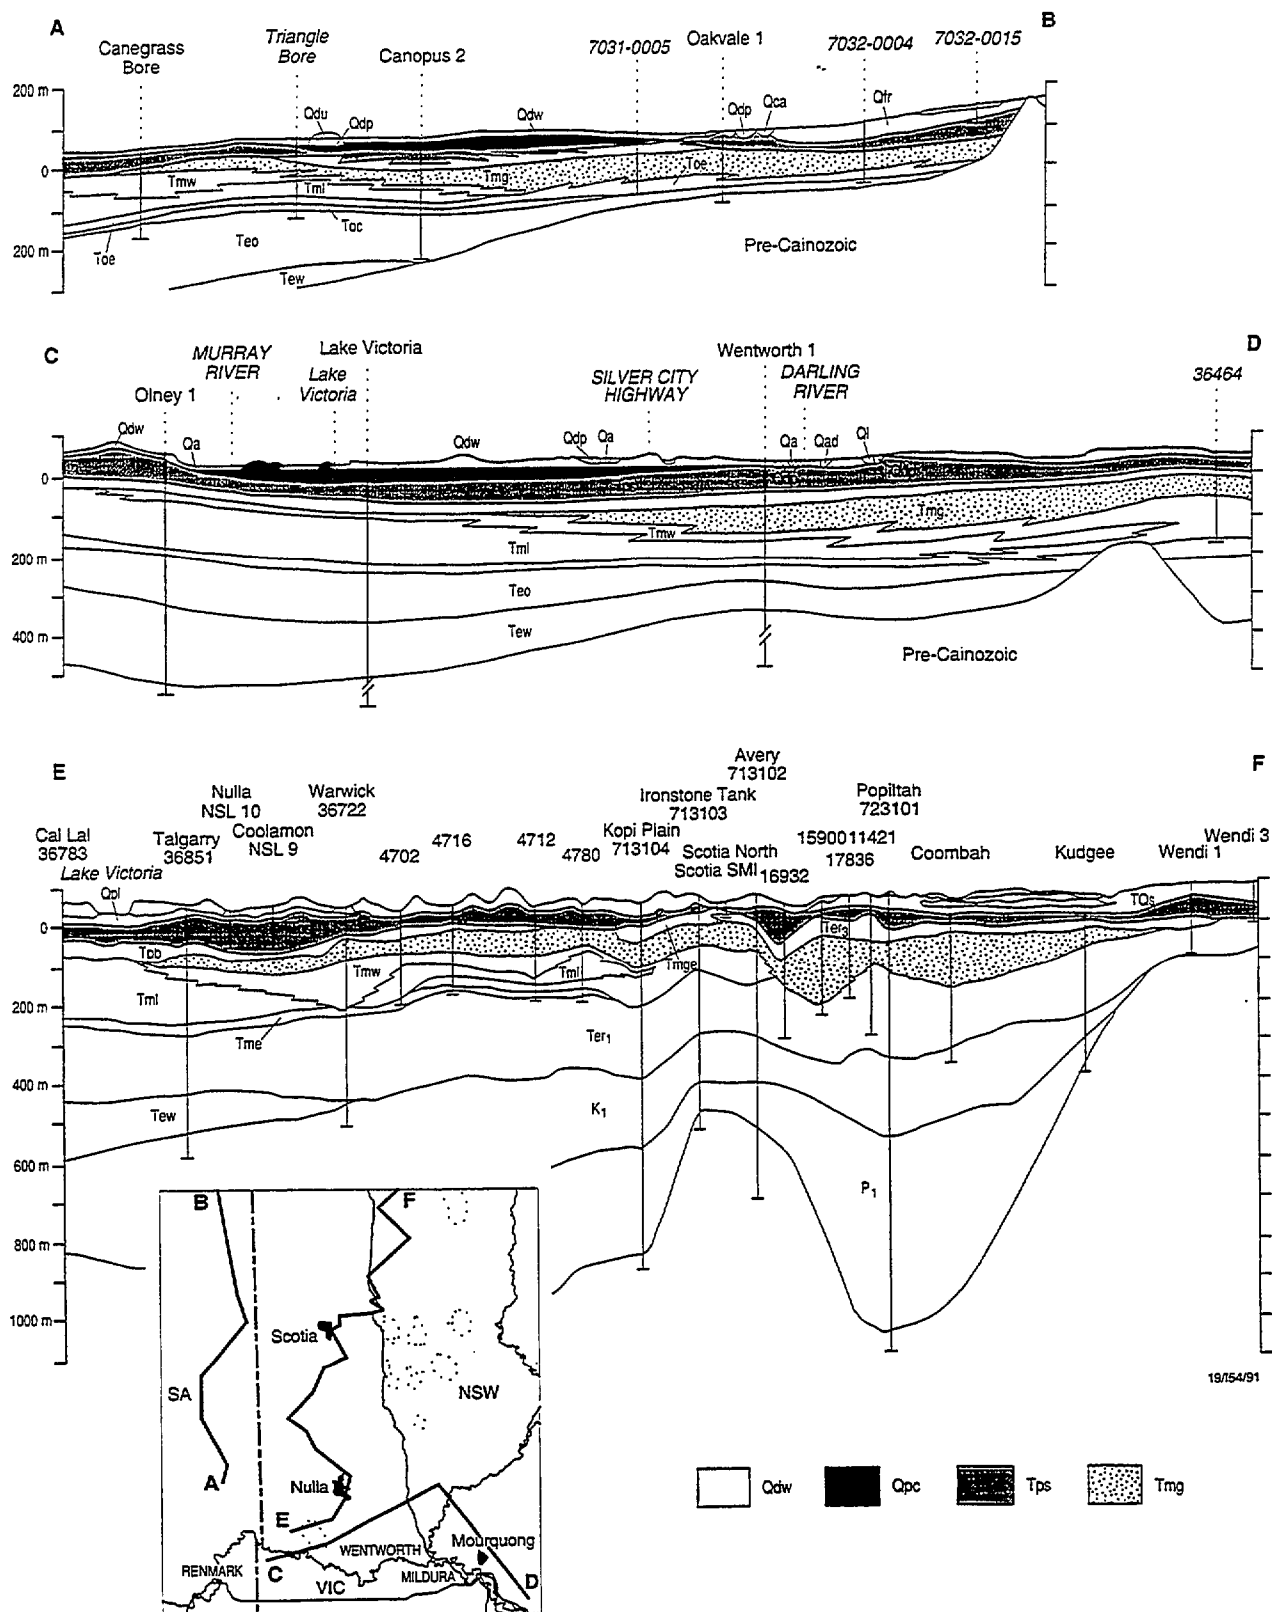 A
B
Canegrass
Bore
Triangle
Bore
Canopus 2
7031-0005
Oakvale 1
7032-0004
7032-0015
200 m
0
200 m
Qdu
Qdp
Qdw
Qdp
Qca
Qfr
Tmw
Tml
Tmg
Toe
Toc
Toe
Teo
Tew
Pre-Cainozoic
C
D
Olney 1
MURRAY
RIVER
Lake
Victoria
Lake Victoria
SILVER CITY
HIGHWAY
Wentworth 1
DARLING
RIVER
36464
0
200 m
400 m
Qdw
Qa
Qdw
Qdp
Qa
Qa
Qad
Ql
Tmg
Tmw
Tml
Teo
Tew
Pre-Cainozoic
E
F
Cal Lal
36783
Lake Victoria
Talgarry
36851
Nulla
NSL 10
Coolamon
NSL 9
Warwick
36722
4702
4716
4712
4780
Kopi Plain
713104
Ironstone Tank
713103
Scotia North
Scotia SMI
Avery
713102
16932
15900
11421
17836
Popiltah
723101
Coombah
Kudgee
Wendi 1
Wendi 3
0
200 m
400 m
600 m
800 m
1000 m
Qpl
Tpb
Tml
Tmw
Tme
Tml
Tmge
Ter3
TQs
Ter1
Tew
K1
P1
B
F
Scotia
SA
NSW
A
Nulla
E
C
WENTWORTH
Mourquong
RENMARK
VIC
MILDURA
D
19/I54/91
Qdw
Qpc
Tps
Tmg